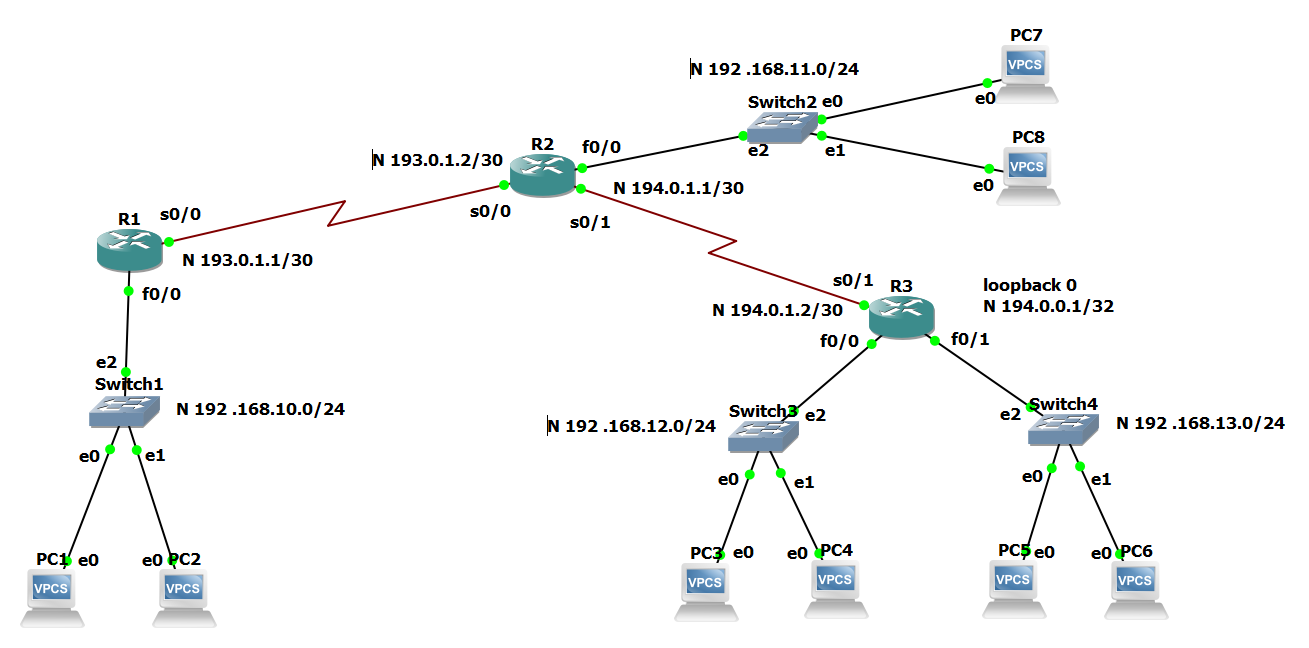 PC7
VPCS
e0
N 192 .168.11.0/24
Switch2 e0
e2
e1
PC8
VPCS
e0
R2
f0/0
N 193.0.1.2/30
N 194.0.1.1/30
s0/0
s0/1
R1
s0/0
N 193.0.1.1/30
f0/0
s0/1
R3
loopback 0
N 194.0.0.1/32
N 194.0.1.2/30
f0/0
f0/1
e2
Switch1
N 192 .168.10.0/24
e0
e1
Switch3
e2
N 192 .168.12.0/24
e0
e1
Switch4
e2
N 192 .168.13.0/24
e0
e1
PC1
e0
VPCS
e0
PC2
VPCS
PC3
e0
VPCS
e0
PC4
VPCS
PC5
e0
VPCS
e0
PC6
VPCS